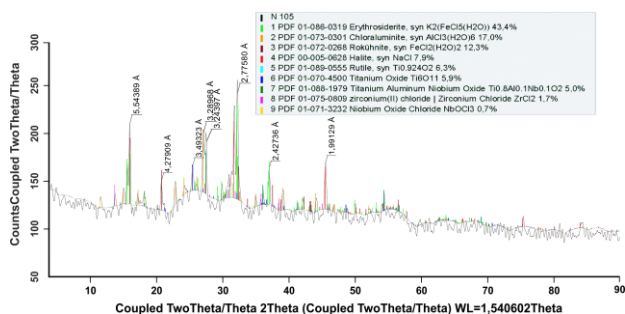 N 105
1 PDF 01-086-0319 Erythrosiderite, syn K2(FeCl5(H2O)) 43,4%
2 PDF 01-073-0301 Chloraluminite, syn AlCl3(H2O)6 17,0%
3 PDF 01-072-0268 Rokühnite, syn FeCl2(H2O)2 12,3%
4 PDF 00-005-0628 Halite, syn NaCl 7,9%
5 PDF 01-089-0555 Rutile, syn Ti0.924O2 6,3%
6 PDF 01-070-4500 Titanium Oxide Ti6O11 5,9%
7 PDF 01-088-1979 Titanium Aluminum Niobium Oxide Ti0.8Al0.1Nb0.1O2 5,0%
8 PDF 01-075-0809 zirconium(II) chloride | Zirconium Chloride ZrCl2 1,7%
9 PDF 01-071-3232 Niobium Oxide Chloride NbOCl3 0,7%
CountsCoupled TwoTheta/Theta
300
250
200
150
100
50
5,54389 Å
4,27909 Å
3,49323 Å
3,28968 Å
3,24397 Å
2,77580 Å
2,42736 Å
1,99129 Å
10 20 30 40 50 60 70 80 90
Coupled TwoTheta/Theta 2Theta (Coupled TwoTheta/Theta) WL=1,540602Theta